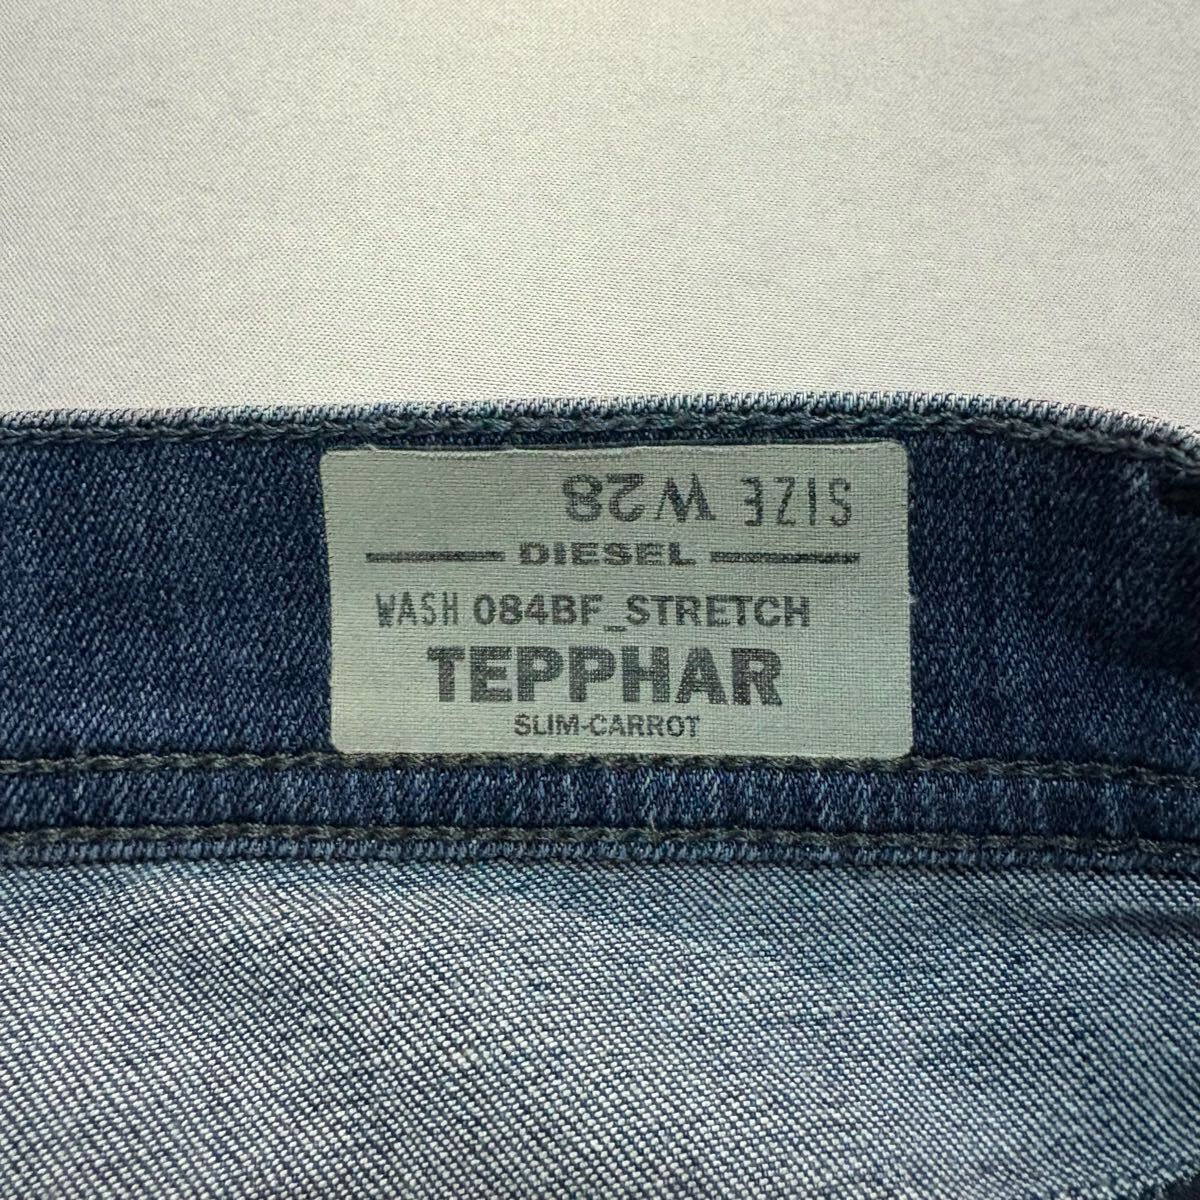 SIZE W28
DIESEL
WASH 084BF_STRETCH
TEPPHAR
SLIM-CARROT